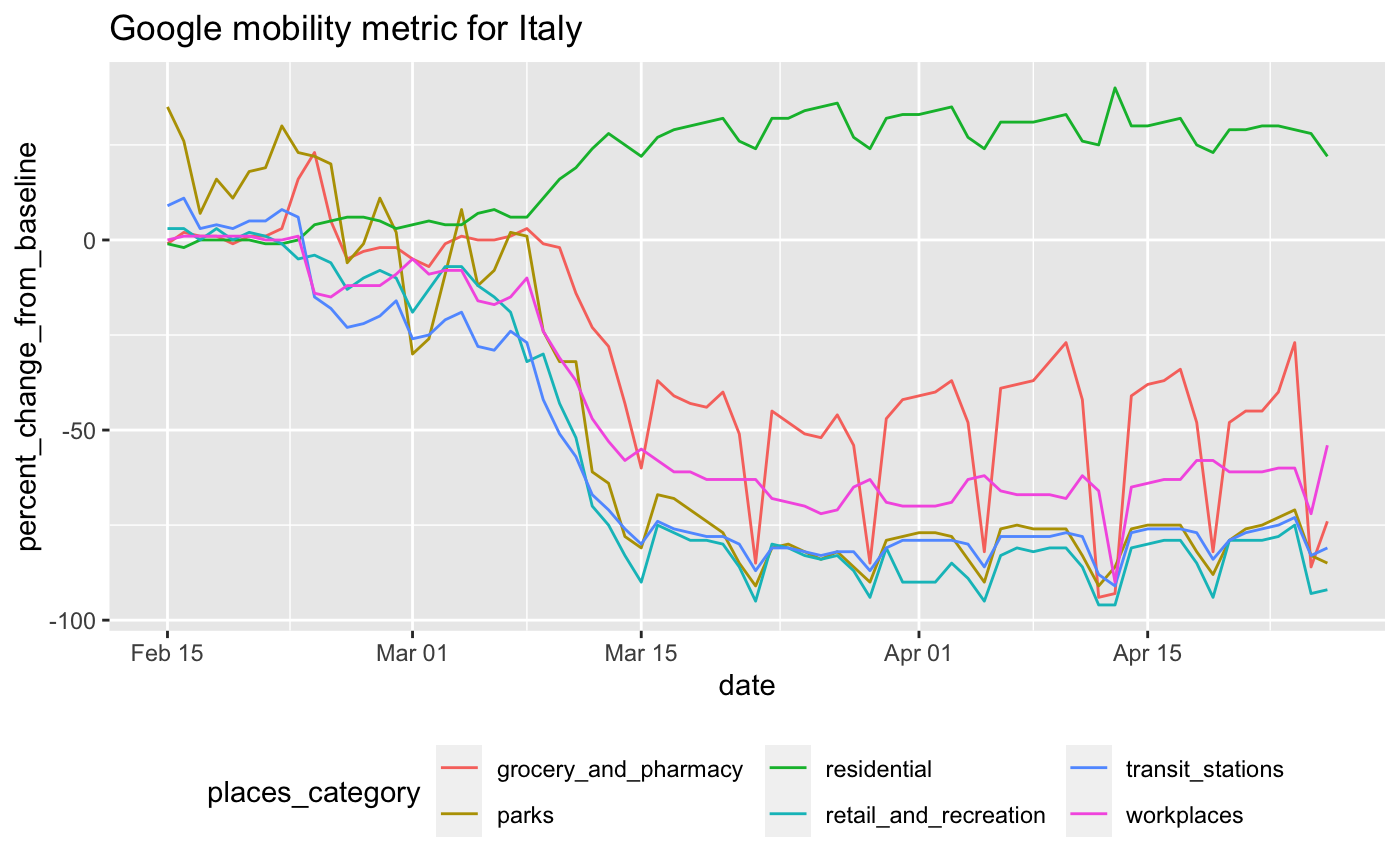 Google mobility metric for Italy
percent_change_from_baseline
0
-50
-100
Feb 15 Mar 01 Mar 15 Apr 01 Apr 15
date
places_category
grocery_and_pharmacy residential transit_stations
parks retail_and_recreation workplaces